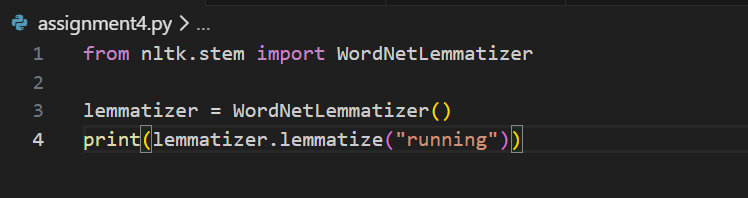 assignment4.py > ...
1 from nltk.stem import WordNetLemmatizer
2
3 lemmatizer = WordNetLemmatizer()
4 print(lemmatizer.lemmatize("running"))